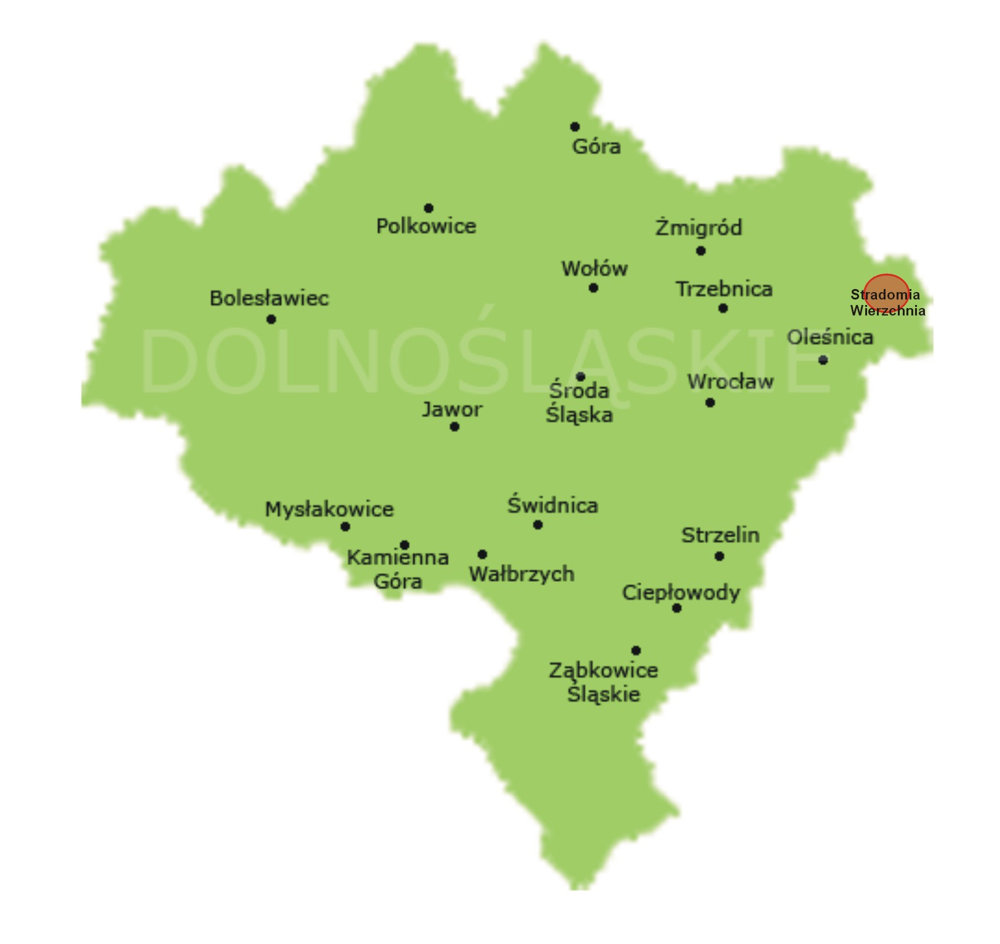 Góra
Polkowice
Żmigród
Wołów
Trzebnica
Bolesławiec
Stradomia
Wierzchnia
DOLNOŚLĄSKIE
Oleśnica
Wrocław
Środa
Śląska
Jawor
Mysłakowice
Świdnica
Strzelin
Kamienna
Góra
Wałbrzych
Ciepłowody
Ząbkowice
Śląskie